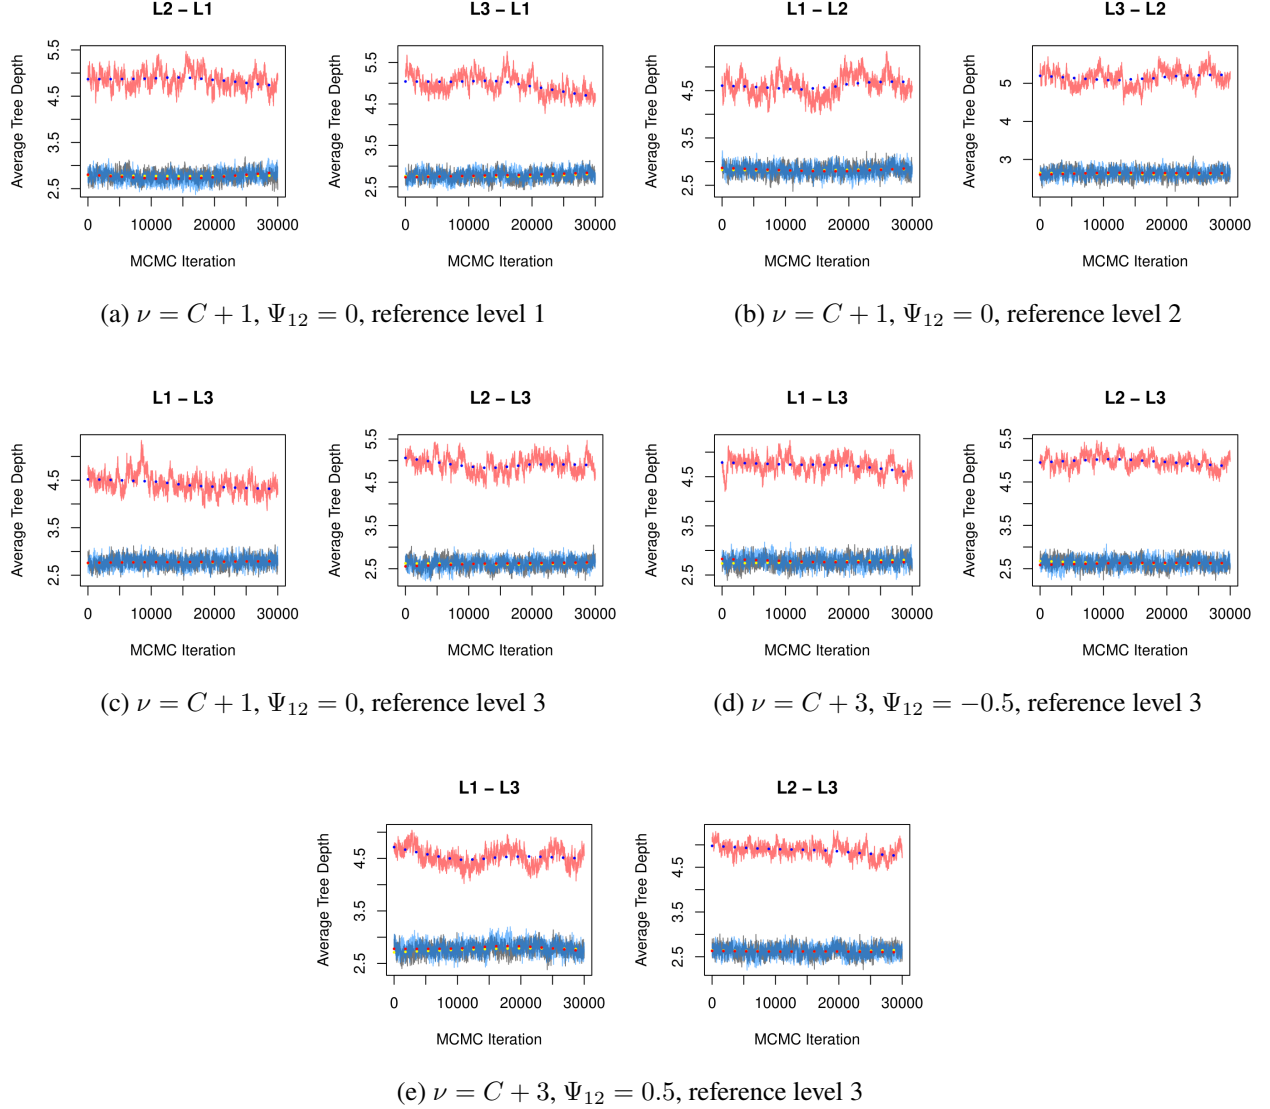 L2 − L1
L3 − L1
L1 − L2
L3 − L2
Average Tree Depth
5.5
4.5
3.5
2.5
0 10000 20000 30000
MCMC Iteration
Average Tree Depth
5.5
4.5
3.5
2.5
0 10000 20000 30000
MCMC Iteration
Average Tree Depth
4.5
3.5
2.5
0 10000 20000 30000
MCMC Iteration
Average Tree Depth
5
4
3
0 10000 20000 30000
MCMC Iteration
(a) ν = C + 1, Ψ₁₂ = 0, reference level 1
(b) ν = C + 1, Ψ₁₂ = 0, reference level 2
L1 − L3
L2 − L3
L1 − L3
L2 − L3
Average Tree Depth
4.5
3.5
2.5
0 10000 20000 30000
MCMC Iteration
Average Tree Depth
5.5
4.5
3.5
2.5
0 10000 20000 30000
MCMC Iteration
Average Tree Depth
4.5
3.5
2.5
0 10000 20000 30000
MCMC Iteration
Average Tree Depth
5.5
4.5
3.5
2.5
0 10000 20000 30000
MCMC Iteration
(c) ν = C + 1, Ψ₁₂ = 0, reference level 3
(d) ν = C + 3, Ψ₁₂ = −0.5, reference level 3
L1 − L3
L2 − L3
Average Tree Depth
4.5
3.5
2.5
0 10000 20000 30000
MCMC Iteration
Average Tree Depth
4.5
3.5
2.5
0 10000 20000 30000
MCMC Iteration
(e) ν = C + 3, Ψ₁₂ = 0.5, reference level 3